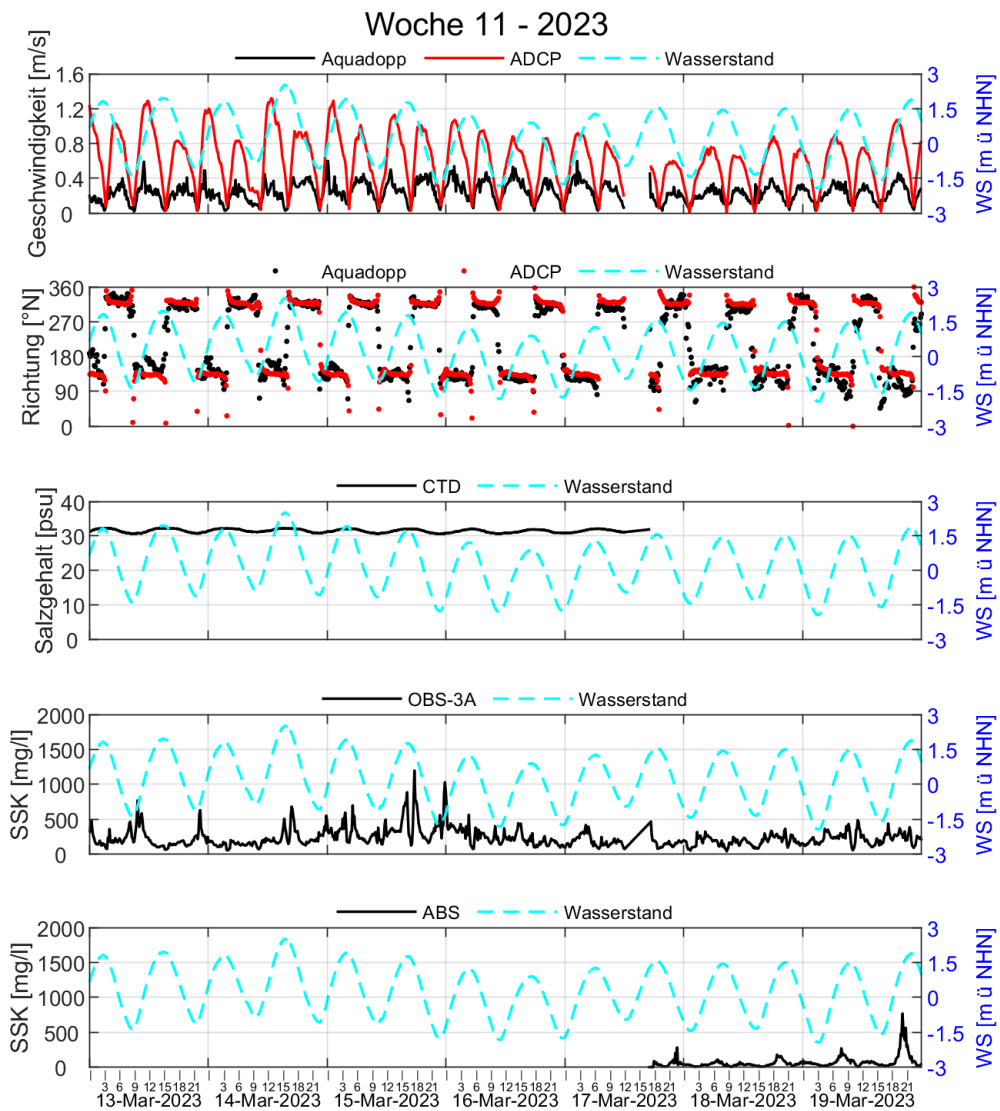 Woche 11 - 2023
Aquadopp ADCP Wasserstand
Geschwindigkeit [m/s]
1.6
1.2
0.8
0.4
0
3
1.5
0
-1.5
-3
WS [m ü NHN]
Aquadopp ADCP Wasserstand
Richtung [°N]
360
270
180
90
0
3
1.5
0
-1.5
-3
WS [m ü NHN]
CTD Wasserstand
Salzgehalt [psu]
40
30
20
10
0
3
1.5
0
-1.5
-3
WS [m ü NHN]
OBS-3A Wasserstand
SSK [mg/l]
2000
1500
1000
500
0
3
1.5
0
-1.5
-3
WS [m ü NHN]
ABS Wasserstand
SSK [mg/l]
2000
1500
1000
500
0
3
1.5
0
-1.5
-3
WS [m ü NHN]
3 6 9 12 15 18 21 3 6 9 12 15 18 21 3 6 9 12 15 18 21 3 6 9 12 15 18 21 3 6 9 12 15 18 21 3 6 9 12 15 18 21 3 6 9 12 15 18 21
13-Mar-2023 14-Mar-2023 15-Mar-2023 16-Mar-2023 17-Mar-2023 18-Mar-2023 19-Mar-2023